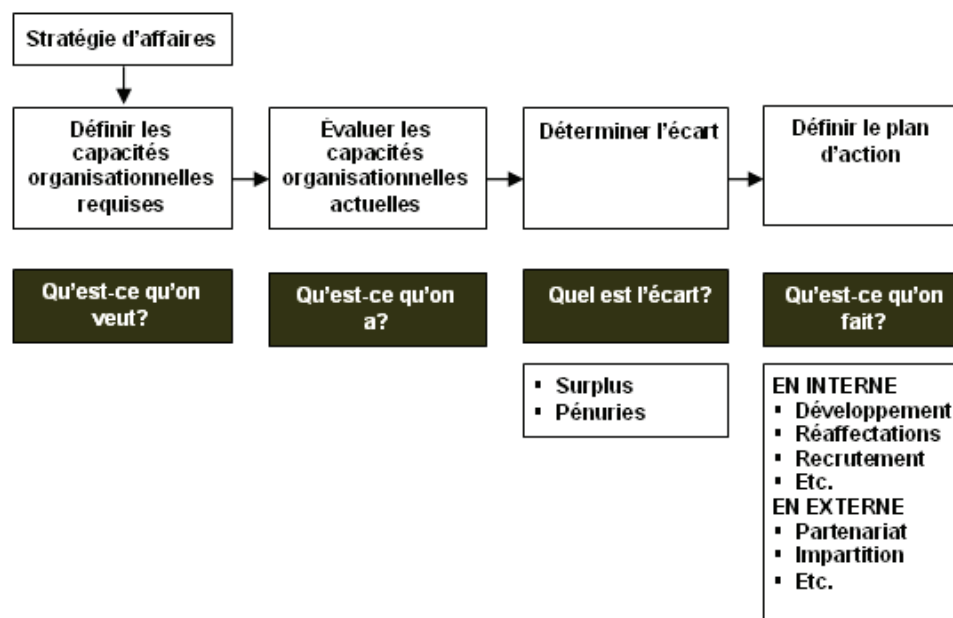 Stratégie d'affaires
Définir les
capacités
organisationnelles
requises
Évaluer les
capacités
organisationnelles
actuelles
Déterminer l'écart
Définir le plan
d'action
Qu'est-ce qu'on
veut?
Qu'est-ce qu'on
a?
Quel est l'écart?
Qu'est-ce qu'on
fait?
▪ Surplus
▪ Pénuries
EN INTERNE
▪ Développement
▪ Réaffectations
▪ Recrutement
▪ Etc.
EN EXTERNE
▪ Partenariat
▪ Impartition
▪ Etc.